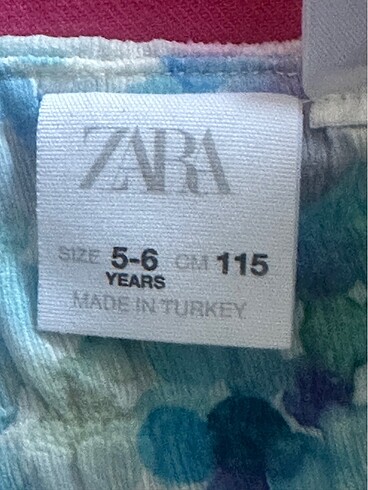 ZARA
SIZE 5-6 CM 115
YEARS
MADE IN TURKEY